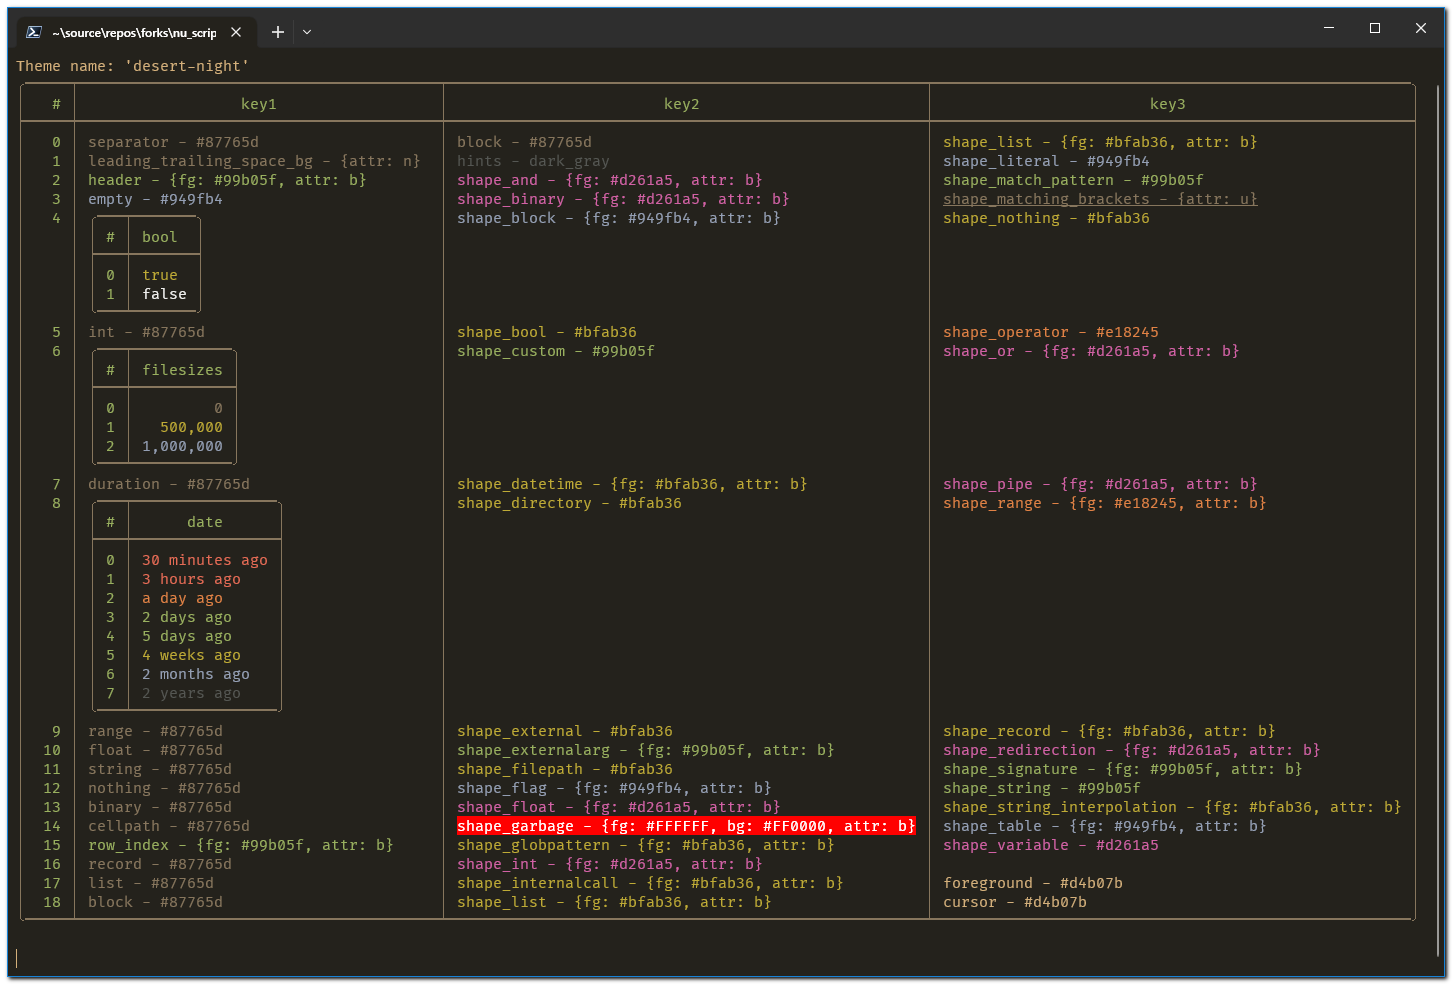 ~\source\repos\forks\nu_scrip
Theme name: 'desert-night'
# key1 key2 key3
0 separator - #87765d block - #87765d shape_list - {fg: #bfab36, attr: b}
1 leading_trailing_space_bg - {attr: n} hints - dark_gray shape_literal - #949fb4
2 header - {fg: #99b05f, attr: b} shape_and - {fg: #d261a5, attr: b} shape_match_pattern - #99b05f
3 empty - #949fb4 shape_binary - {fg: #d261a5, attr: b} shape_matching_brackets - {attr: u}
4 shape_block - {fg: #949fb4, attr: b} shape_nothing - #bfab36
# bool
0 true
1 false
5 int - #87765d shape_bool - #bfab36 shape_operator - #e18245
6 shape_custom - #99b05f shape_or - {fg: #d261a5, attr: b}
# filesizes
0 0
1 500,000
2 1,000,000
7 duration - #87765d shape_datetime - {fg: #bfab36, attr: b} shape_pipe - {fg: #d261a5, attr: b}
8 shape_directory - #bfab36 shape_range - {fg: #e18245, attr: b}
# date
0 30 minutes ago
1 3 hours ago
2 a day ago
3 2 days ago
4 5 days ago
5 4 weeks ago
6 2 months ago
7 2 years ago
9 range - #87765d shape_external - #bfab36 shape_record - {fg: #bfab36, attr: b}
10 float - #87765d shape_externalarg - {fg: #99b05f, attr: b} shape_redirection - {fg: #d261a5, attr: b}
11 string - #87765d shape_filepath - #bfab36 shape_signature - {fg: #99b05f, attr: b}
12 nothing - #87765d shape_flag - {fg: #949fb4, attr: b} shape_string - #99b05f
13 binary - #87765d shape_float - {fg: #d261a5, attr: b} shape_string_interpolation - {fg: #bfab36, attr: b}
14 cellpath - #87765d shape_garbage - {fg: #FFFFFF, bg: #FF0000, attr: b} shape_table - {fg: #949fb4, attr: b}
15 row_index - {fg: #99b05f, attr: b} shape_globpattern - {fg: #bfab36, attr: b} shape_variable - #d261a5
16 record - #87765d shape_int - {fg: #d261a5, attr: b}
17 list - #87765d shape_internalcall - {fg: #bfab36, attr: b} foreground - #d4b07b
18 block - #87765d shape_list - {fg: #bfab36, attr: b} cursor - #d4b07b